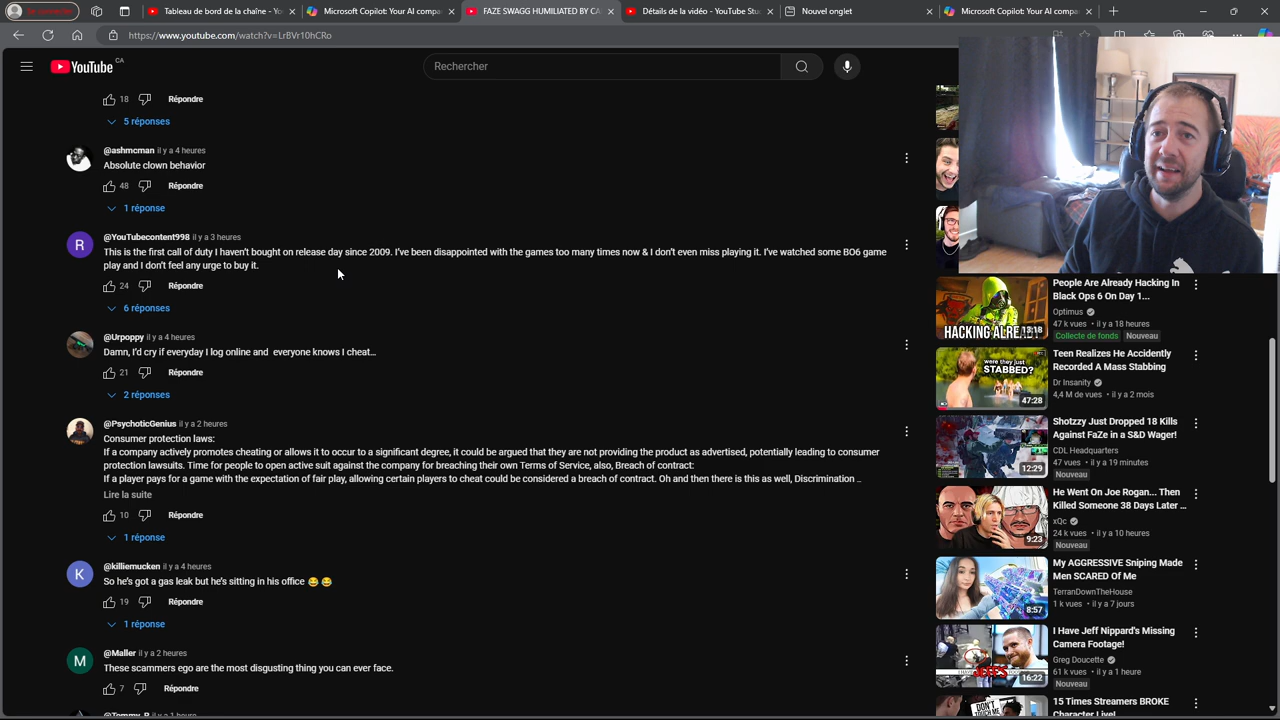 Se connecter
Tableau de bord de la chaîne - Yo
Microsoft Copilot: Your AI compa
FAZE SWAGG HUMILIATED BY CA
Détails de la vidéo - YouTube Stu
Nouvel onglet
Microsoft Copilot: Your AI compa
https://www.youtube.com/watch?v=LrBVr10hCRo
YouTube CA
Rechercher
18 Répondre
5 réponses
@ashmcman il y a 4 heures
Absolute clown behavior
48 Répondre
1 réponse
R
@YouTubecontent998 il y a 3 heures
This is the first call of duty I haven't bought on release day since 2009. I've been disappointed with the games too many times now & I don't even miss playing it. I've watched some BO6 game
play and I don't feel any urge to buy it.
24 Répondre
6 réponses
@Urpoppy il y a 4 heures
Damn, I'd cry if everyday I log online and everyone knows I cheat...
21 Répondre
2 réponses
@PsychoticGenius il y a 2 heures
Consumer protection laws:
If a company actively promotes cheating or allows it to occur to a significant degree, it could be argued that they are not providing the product as advertised, potentially leading to consumer
protection lawsuits. Time for people to open active suit against the company for breaching their own Terms of Service, also, Breach of contract:
If a player pays for a game with the expectation of fair play, allowing certain players to cheat could be considered a breach of contract. Oh and then there is this as well, Discrimination ..
Lire la suite
10 Répondre
1 réponse
K
@killiemucken il y a 4 heures
So he's got a gas leak but he's sitting in his office 😂 😂
19 Répondre
1 réponse
M
@Maller il y a 2 heures
These scammers ego are the most disgusting thing you can ever face.
7 Répondre
@Tommy_B il y a 1 heure
HACKING ALREADY
13:18
People Are Already Hacking In
Black Ops 6 On Day 1...
Optimus
47 k vues • il y a 18 heures
Collecte de fonds Nouveau
were they just
STABBED?
47:28
Teen Realizes He Accidently
Recorded A Mass Stabbing
Dr Insanity
4,4 M de vues • il y a 2 mois
12:29
Shotzzy Just Dropped 18 Kills
Against FaZe in a S&D Wager!
CDL Headquarters
47 vues • il y a 19 minutes
Nouveau
9:23
He Went On Joe Rogan... Then
Killed Someone 38 Days Later ...
xQc
24 k vues • il y a 10 heures
Nouveau
8:57
My AGGRESSIVE Sniping Made
Men SCARED Of Me
TerranDownTheHouse
1 k vues • il y a 7 jours
16:22
I Have Jeff Nippard's Missing
Camera Footage!
Greg Doucette
61 k vues • il y a 1 heure
Nouveau
15 Times Streamers BROKE
Character Live!